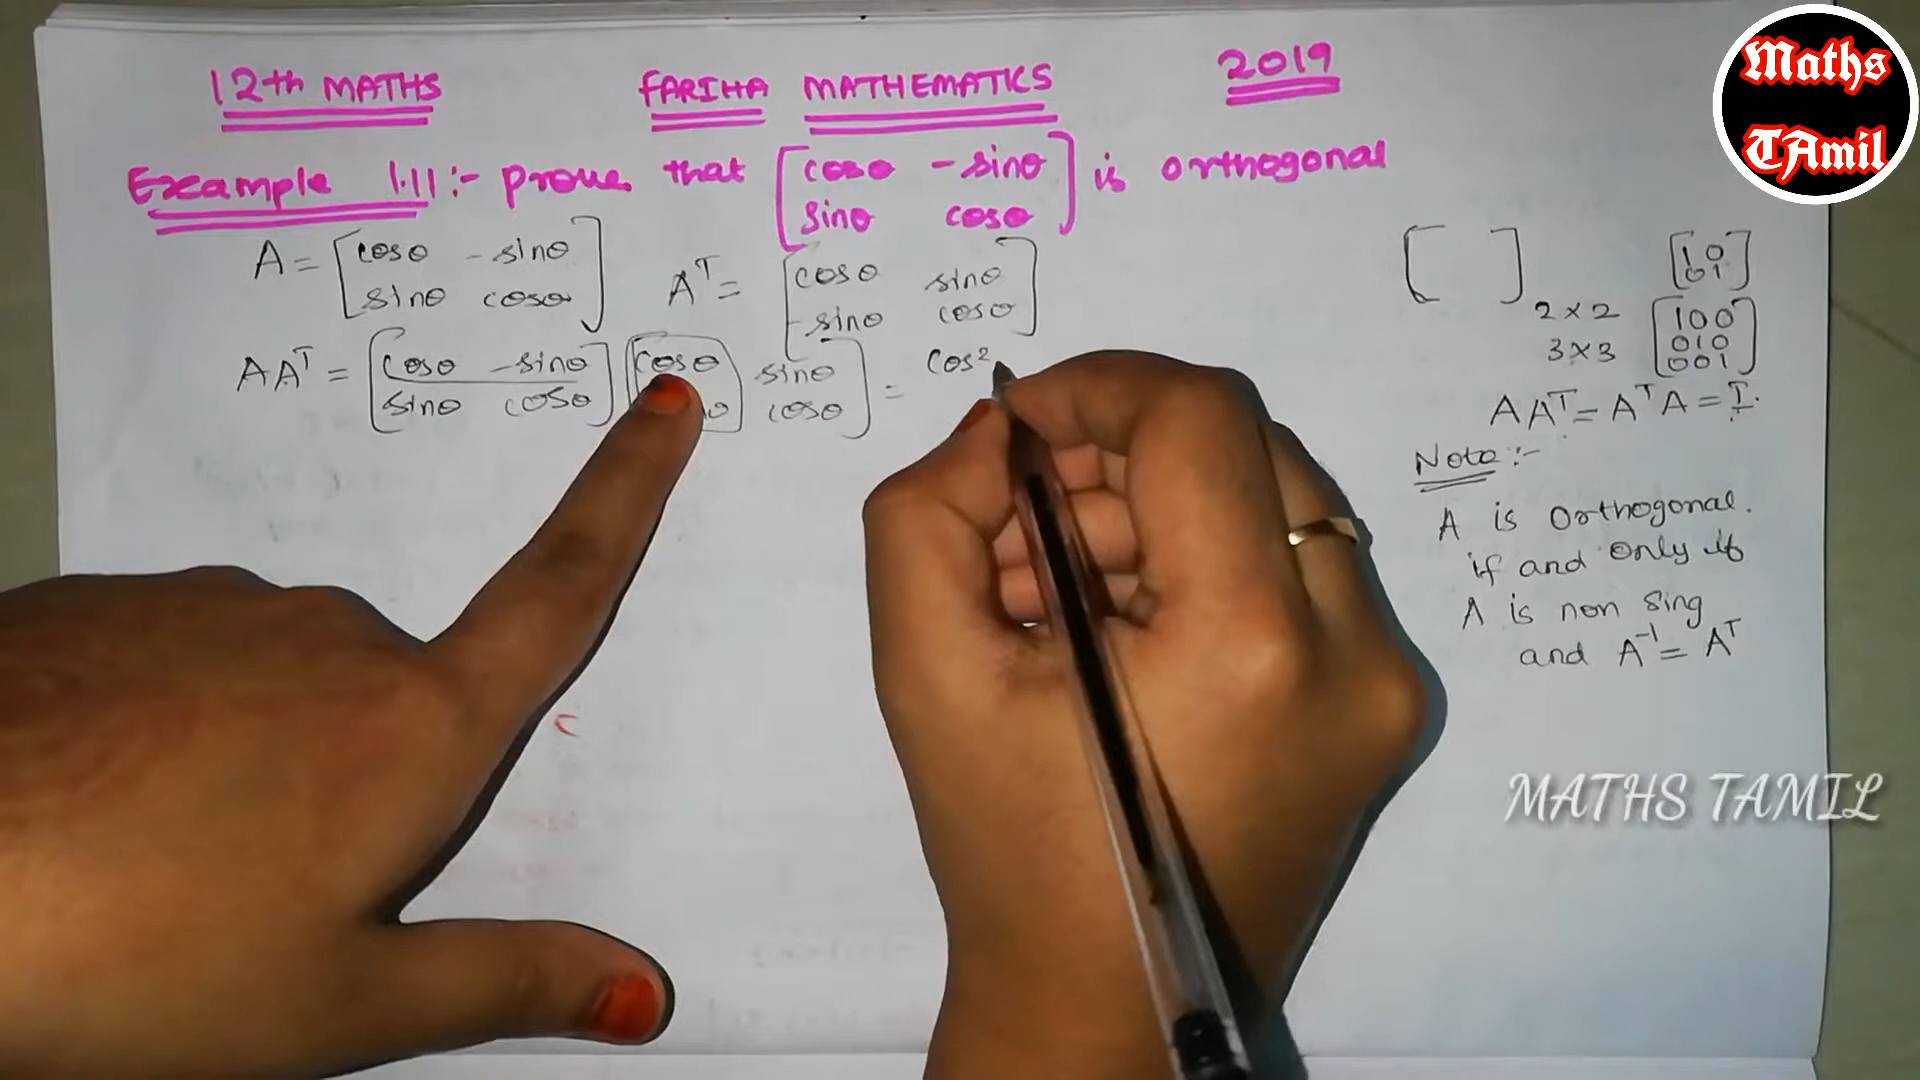 12th MATHS FARIHA MATHEMATICS 2019
Maths
TAmil
Example 1.11:- prove that [cosθ -sinθ] is orthogonal
[sinθ cosθ]
A = [cosθ -sinθ]
[sinθ cosθ]
A^T = [cosθ sinθ]
[-sinθ cosθ]
AA^T = [cosθ -sinθ] [cosθ sinθ] = cos²
[sinθ cosθ] [ cosθ]
[ ] 2×2 [1 0]
[0 1]
3×3 [1 0 0]
[0 1 0]
[0 0 1]
AA^T = A^T A = I.
Note:-
A is Orthogonal.
if and only if
A is non sing
and A^-1 = A^T
MATHS TAMIL